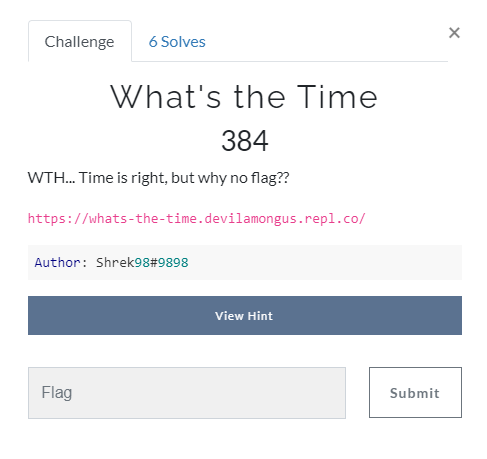 Challenge
6 Solves
×
What's the Time
384
WTH... Time is right, but why no flag??
https://whats-the-time.devilamongus.repl.co/
Author: Shrek98#9898
View Hint
Flag
Submit